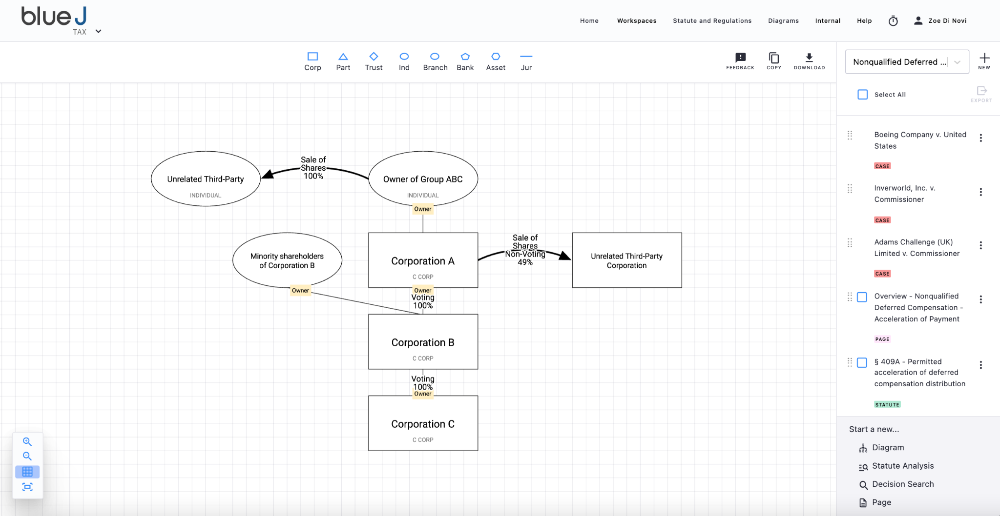 blue J
TAX
Home
Workspaces
Statute and Regulations
Diagrams
Internal
Help
Zoe Di Novi
Corp
Part
Trust
Ind
Branch
Bank
Asset
Jur
FEEDBACK
COPY
DOWNLOAD
Nonqualified Deferred ...
NEW
Select All
EXPORT
Unrelated Third-Party
INDIVIDUAL
Sale of
Shares
100%
Owner of Group ABC
INDIVIDUAL
Owner
Minority shareholders
of Corporation B
Owner
Corporation A
C CORP
Owner
Voting
100%
Sale of
Shares
Non-Voting
49%
Unrelated Third-Party
Corporation
Corporation B
C CORP
Voting
100%
Owner
Corporation C
C CORP
Boeing Company v. United
States
CASE
Inverworld, Inc. v.
Commissioner
CASE
Adams Challenge (UK)
Limited v. Commissioner
CASE
Overview - Nonqualified
Deferred Compensation -
Acceleration of Payment
PAGE
§ 409A - Permitted
acceleration of deferred
compensation distribution
STATUTE
Start a new...
Diagram
Statute Analysis
Decision Search
Page